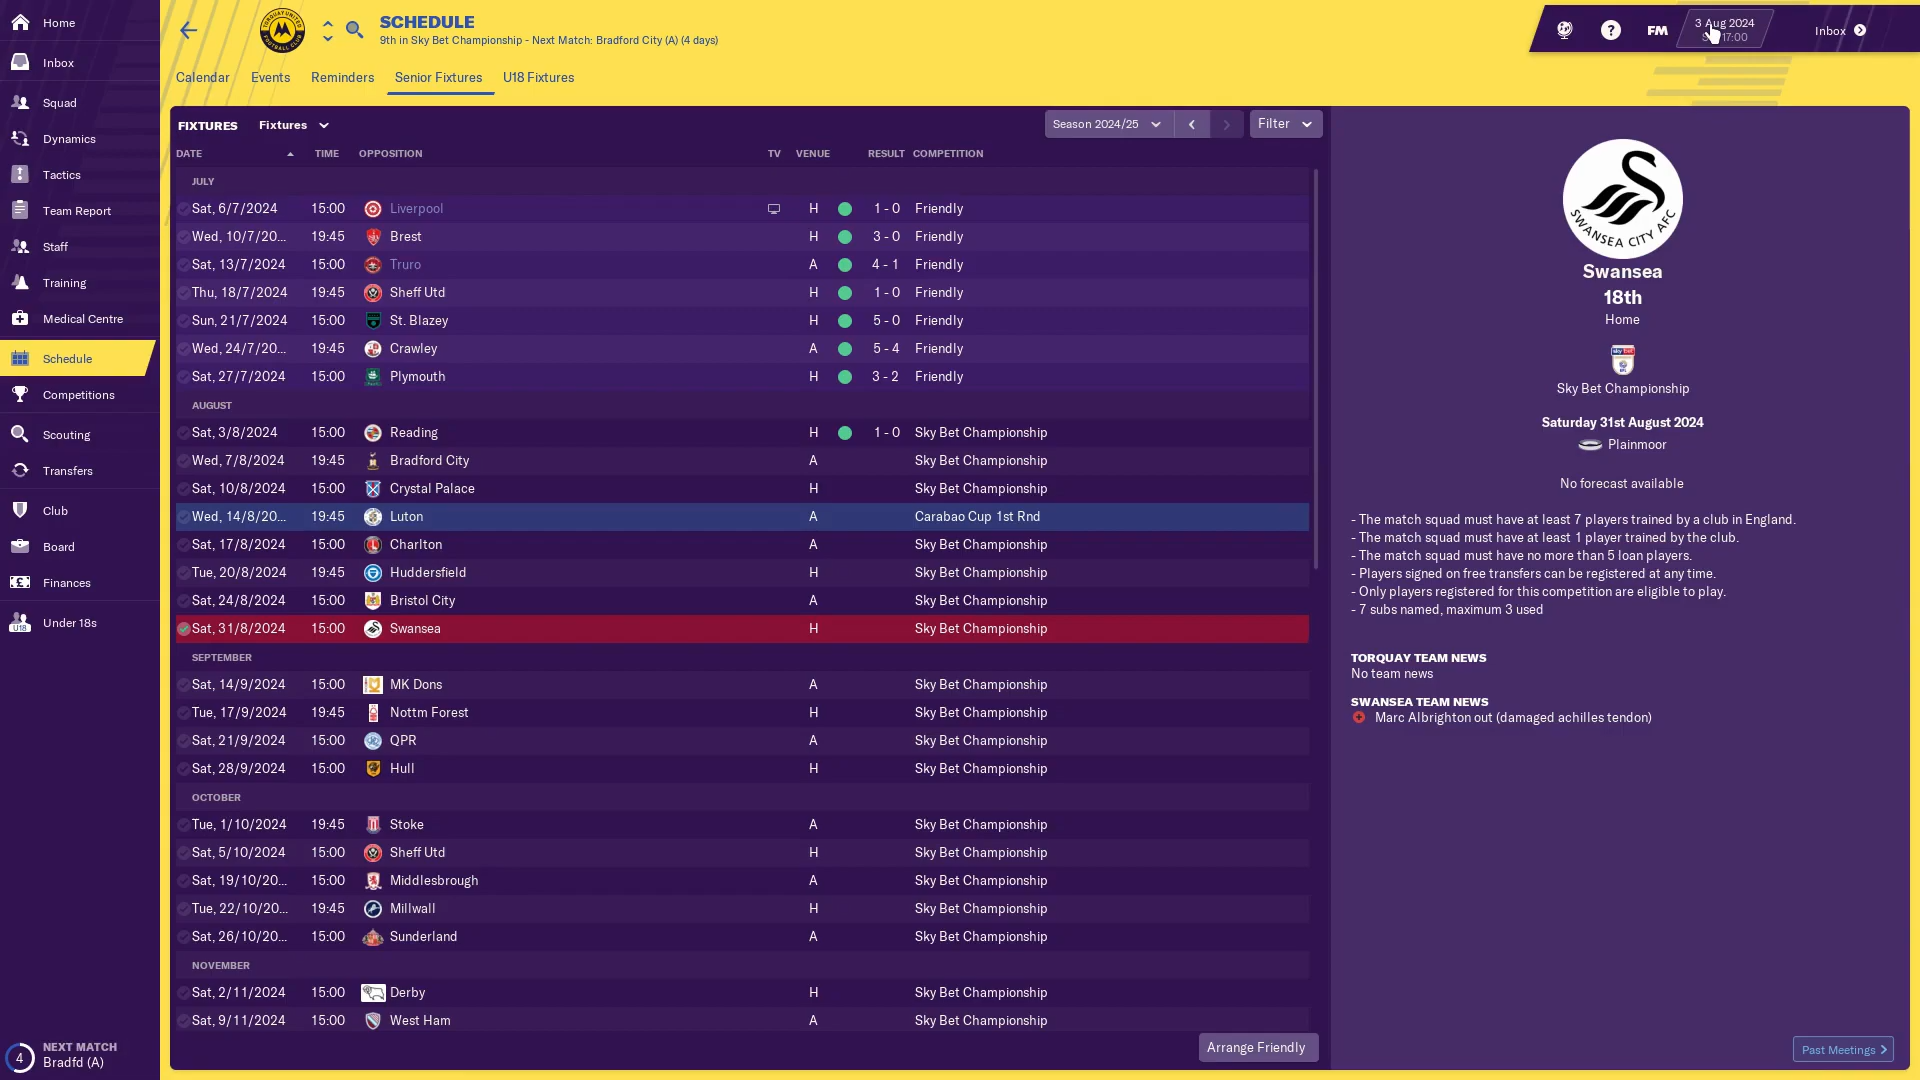 Home
Inbox
Squad
Dynamics
Tactics
Team Report
Staff
Training
Medical Centre
Schedule
Competitions
Scouting
Transfers
Club
Board
Finances
U18
Under 18s
4
NEXT MATCH
Bradfd (A)
TORQUAY UNITED
FOOTBALL CLUB
SCHEDULE
9th in Sky Bet Championship - Next Match: Bradford City (A) (4 days)
?
FM
3 Aug 2024
17:00
Inbox
Calendar Events Reminders Senior Fixtures U18 Fixtures
FIXTURES Fixtures
Season 2024/25
Filter
DATE TIME OPPOSITION TV VENUE RESULT COMPETITION
JULY
Sat, 6/7/2024 15:00 Liverpool H 1 - 0 Friendly
Wed, 10/7/20... 19:45 Brest H 3 - 0 Friendly
Sat, 13/7/2024 15:00 Truro A 4 - 1 Friendly
Thu, 18/7/2024 19:45 Sheff Utd H 1 - 0 Friendly
Sun, 21/7/2024 15:00 St. Blazey H 5 - 0 Friendly
Wed, 24/7/20... 19:45 Crawley A 5 - 4 Friendly
Sat, 27/7/2024 15:00 Plymouth H 3 - 2 Friendly
AUGUST
Sat, 3/8/2024 15:00 Reading H 1 - 0 Sky Bet Championship
Wed, 7/8/2024 19:45 Bradford City A Sky Bet Championship
Sat, 10/8/2024 15:00 Crystal Palace H Sky Bet Championship
Wed, 14/8/20... 19:45 Luton A Carabao Cup 1st Rnd
Sat, 17/8/2024 15:00 Charlton A Sky Bet Championship
Tue, 20/8/2024 19:45 Huddersfield H Sky Bet Championship
Sat, 24/8/2024 15:00 Bristol City A Sky Bet Championship
Sat, 31/8/2024 15:00 Swansea H Sky Bet Championship
SEPTEMBER
Sat, 14/9/2024 15:00 MK Dons A Sky Bet Championship
Tue, 17/9/2024 19:45 Nottm Forest H Sky Bet Championship
Sat, 21/9/2024 15:00 QPR A Sky Bet Championship
Sat, 28/9/2024 15:00 Hull H Sky Bet Championship
OCTOBER
Tue, 1/10/2024 19:45 Stoke A Sky Bet Championship
Sat, 5/10/2024 15:00 Sheff Utd H Sky Bet Championship
Sat, 19/10/20... 15:00 Middlesbrough A Sky Bet Championship
Tue, 22/10/20... 19:45 Millwall H Sky Bet Championship
Sat, 26/10/20... 15:00 Sunderland A Sky Bet Championship
NOVEMBER
Sat, 2/11/2024 15:00 Derby H Sky Bet Championship
Sat, 9/11/2024 15:00 West Ham A Sky Bet Championship
Arrange Friendly
SWANSEA CITY AFC
Swansea
18th
Home
sky bet
EFL
Sky Bet Championship
Saturday 31st August 2024
Plainmoor
No forecast available
- The match squad must have at least 7 players trained by a club in England.
- The match squad must have at least 1 player trained by the club.
- The match squad must have no more than 5 loan players.
- Players signed on free transfers can be registered at any time.
- Only players registered for this competition are eligible to play.
- 7 subs named, maximum 3 used
TORQUAY TEAM NEWS
No team news
SWANSEA TEAM NEWS
Marc Albrighton out (damaged achilles tendon)
Past Meetings